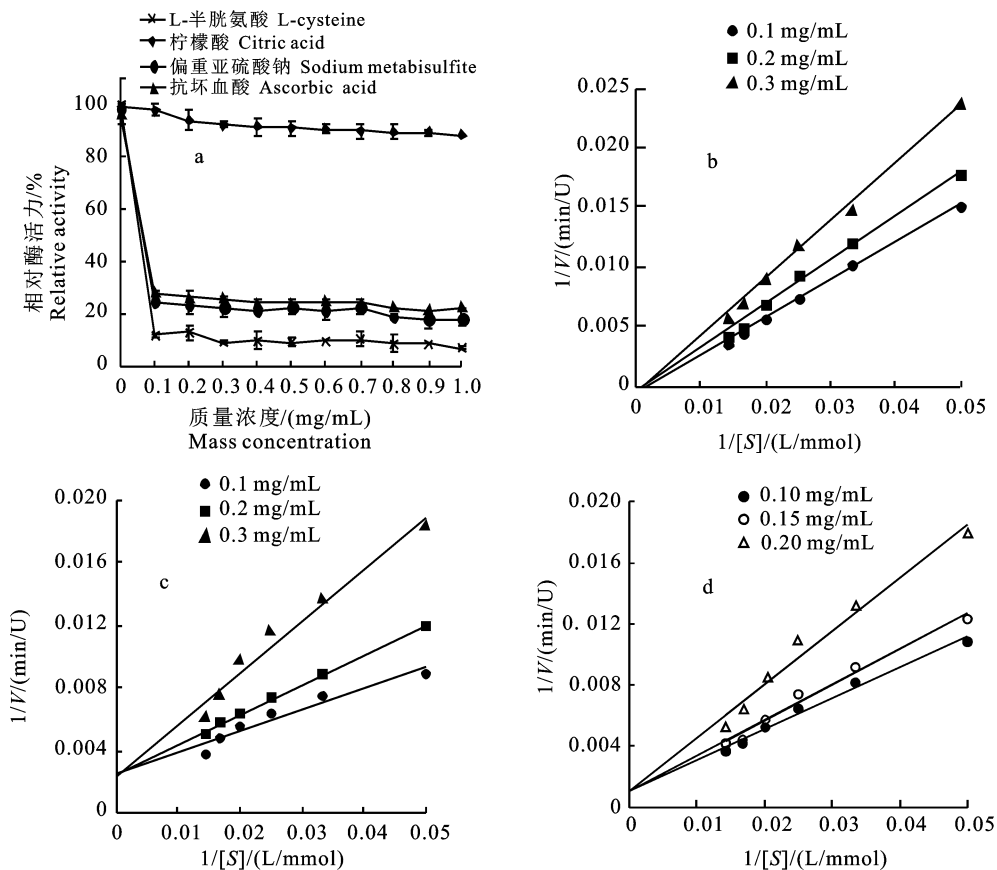 L-半胱氨酸 L-cysteine
柠檬酸 Citric acid
偏重亚硫酸钠 Sodium metabisulfite
抗坏血酸 Ascorbic acid
100
80
60
40
20
0
相对酶活力/%
Relative activity
a
0 0.1 0.2 0.3 0.4 0.5 0.6 0.7 0.8 0.9 1.0
质量浓度/(mg/mL)
Mass concentration
0.1 mg/mL
0.2 mg/mL
0.3 mg/mL
0.025
0.020
0.015
0.010
0.005
0
1/V/(min/U)
b
0 0.01 0.02 0.03 0.04 0.05
1/[S]/(L/mmol)
0.1 mg/mL
0.2 mg/mL
0.3 mg/mL
0.020
0.016
0.012
0.008
0.004
0
1/V/(min/U)
c
0 0.01 0.02 0.03 0.04 0.05
1/[S]/(L/mmol)
0.10 mg/mL
0.15 mg/mL
0.20 mg/mL
0.020
0.016
0.012
0.008
0.004
0
1/V/(min/U)
d
0 0.01 0.02 0.03 0.04 0.05
1/[S]/(L/mmol)